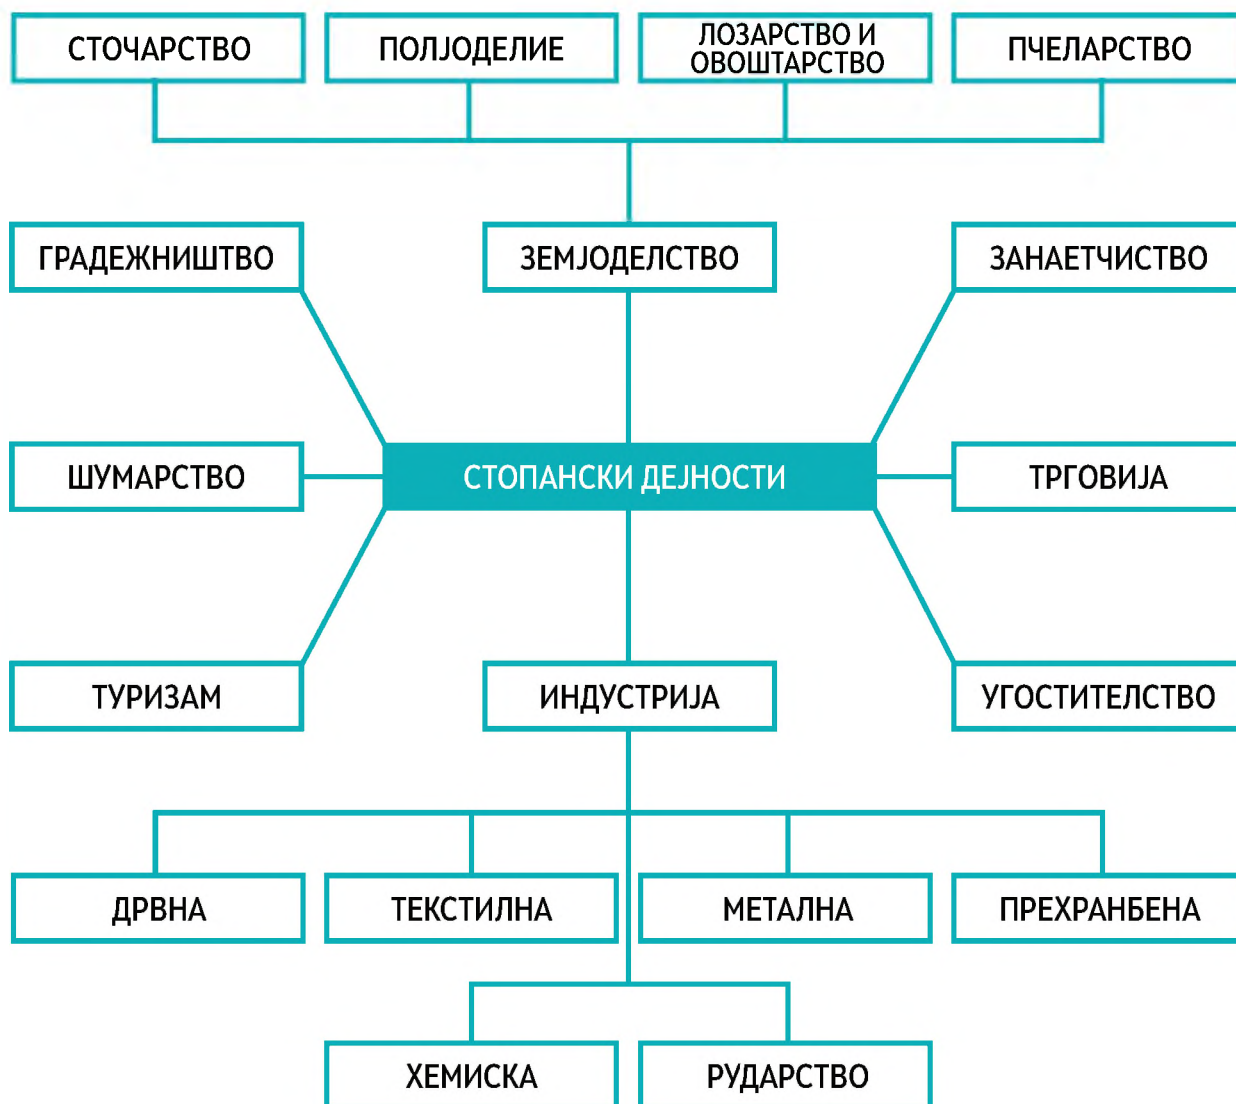 СТОЧАРСТВО
ПОЛЈОДЕЛИЕ
ЛОЗАРСТВО И
ОВОШТАРСТВО
ПЧЕЛАРСТВО
ГРАДЕЖНИШТВО
ЗЕМЈОДЕЛСТВО
ЗАНАЕТЧИСТВО
ШУМАРСТВО
СТОПАНСКИ ДЕЈНОСТИ
ТРГОВИЈА
ТУРИЗАМ
ИНДУСТРИЈА
УГОСТИТЕЛСТВО
ДРВНА
ТЕКСТИЛНА
МЕТАЛНА
ПРЕХРАНБЕНА
ХЕМИСКА
РУДАРСТВО